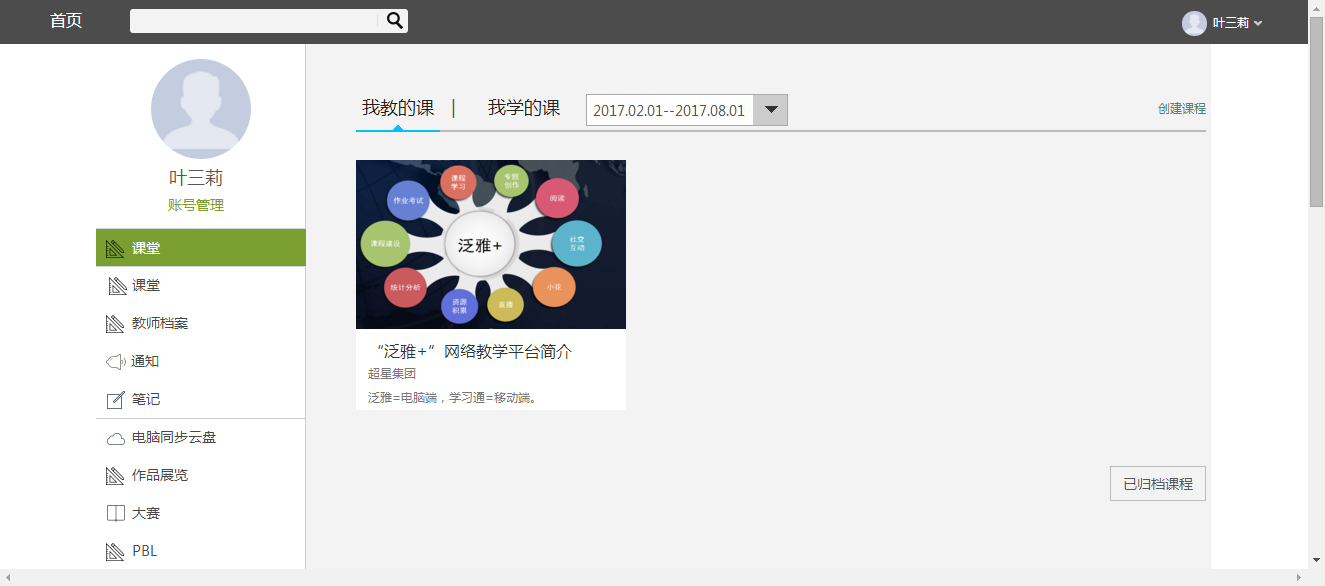 首页
叶三莉
叶三莉
账号管理
课堂
课堂
教师档案
通知
笔记
电脑同步云盘
作品展览
大赛
PBL
我教的课 | 我学的课 2017.02.01--2017.08.01 创建课程
课程学习
专题创作
作业考试
阅读
课程建设
泛雅+
社交互动
统计分析
小花
资源积累
直播
“泛雅+”网络教学平台简介
超星集团
泛雅=电脑端，学习通=移动端。
已归档课程